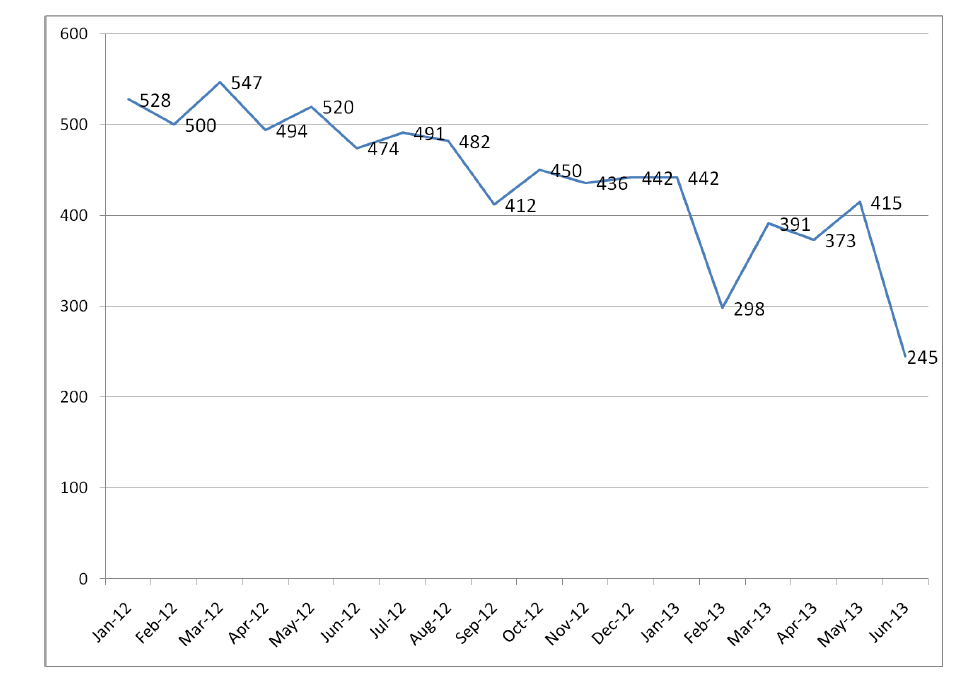 600
500
400
300
200
100
0
528
500
547
494
520
474
491
482
412
450
436
442
442
298
391
373
415
245
Jan-12
Feb-12
Mar-12
Apr-12
May-12
Jun-12
Jul-12
Aug-12
Sep-12
Oct-12
Nov-12
Dec-12
Jan-13
Feb-13
Mar-13
Apr-13
May-13
Jun-13